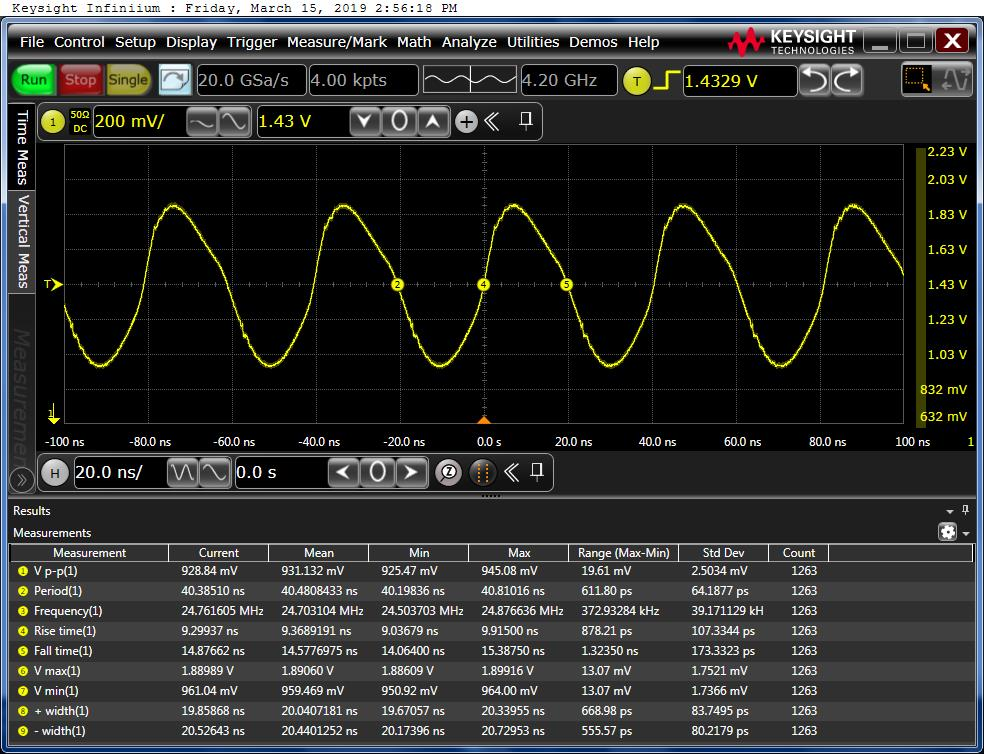 Keysight Infiniium : Friday, March 15, 2019 2:56:18 PM
File Control Setup Display Trigger Measure/Mark Math Analyze Utilities Demos Help
KEYSIGHT
TECHNOLOGIES
Run Stop Single 20.0 GSa/s 4.00 kpts 4.20 GHz T 1.4329 V
1 50Ω DC 200 mV/ 1.43 V
Time Meas
Vertical Meas
Measuremen
2.23 V
2.03 V
1.83 V
1.63 V
T 2 4 5 1.43 V
1.23 V
1.03 V
832 mV
1 632 mV
-100 ns -80.0 ns -60.0 ns -40.0 ns -20.0 ns 0.0 s 20.0 ns 40.0 ns 60.0 ns 80.0 ns 100 ns 1
H 20.0 ns/ 0.0 s
Results
Measurements
Measurement Current Mean Min Max Range (Max-Min) Std Dev Count
1 V p-p(1) 928.84 mV 931.132 mV 925.47 mV 945.08 mV 19.61 mV 2.5034 mV 1263
2 Period(1) 40.38510 ns 40.4808433 ns 40.19836 ns 40.81016 ns 611.80 ps 64.1877 ps 1263
3 Frequency(1) 24.761605 MHz 24.703104 MHz 24.503703 MHz 24.876636 MHz 372.93284 kHz 39.171129 kH 1263
4 Rise time(1) 9.29937 ns 9.3689191 ns 9.03679 ns 9.91500 ns 878.21 ps 107.3344 ps 1263
5 Fall time(1) 14.87662 ns 14.5776975 ns 14.06400 ns 15.38750 ns 1.32350 ns 173.3323 ps 1263
6 V max(1) 1.88989 V 1.89060 V 1.88609 V 1.89916 V 13.07 mV 1.7521 mV 1263
7 V min(1) 961.04 mV 959.469 mV 950.92 mV 964.00 mV 13.07 mV 1.7366 mV 1263
8 + width(1) 19.85868 ns 20.0407181 ns 19.67057 ns 20.33955 ns 668.98 ps 83.7495 ps 1263
9 - width(1) 20.52643 ns 20.4401252 ns 20.17396 ns 20.72953 ns 555.57 ps 80.2179 ps 1263